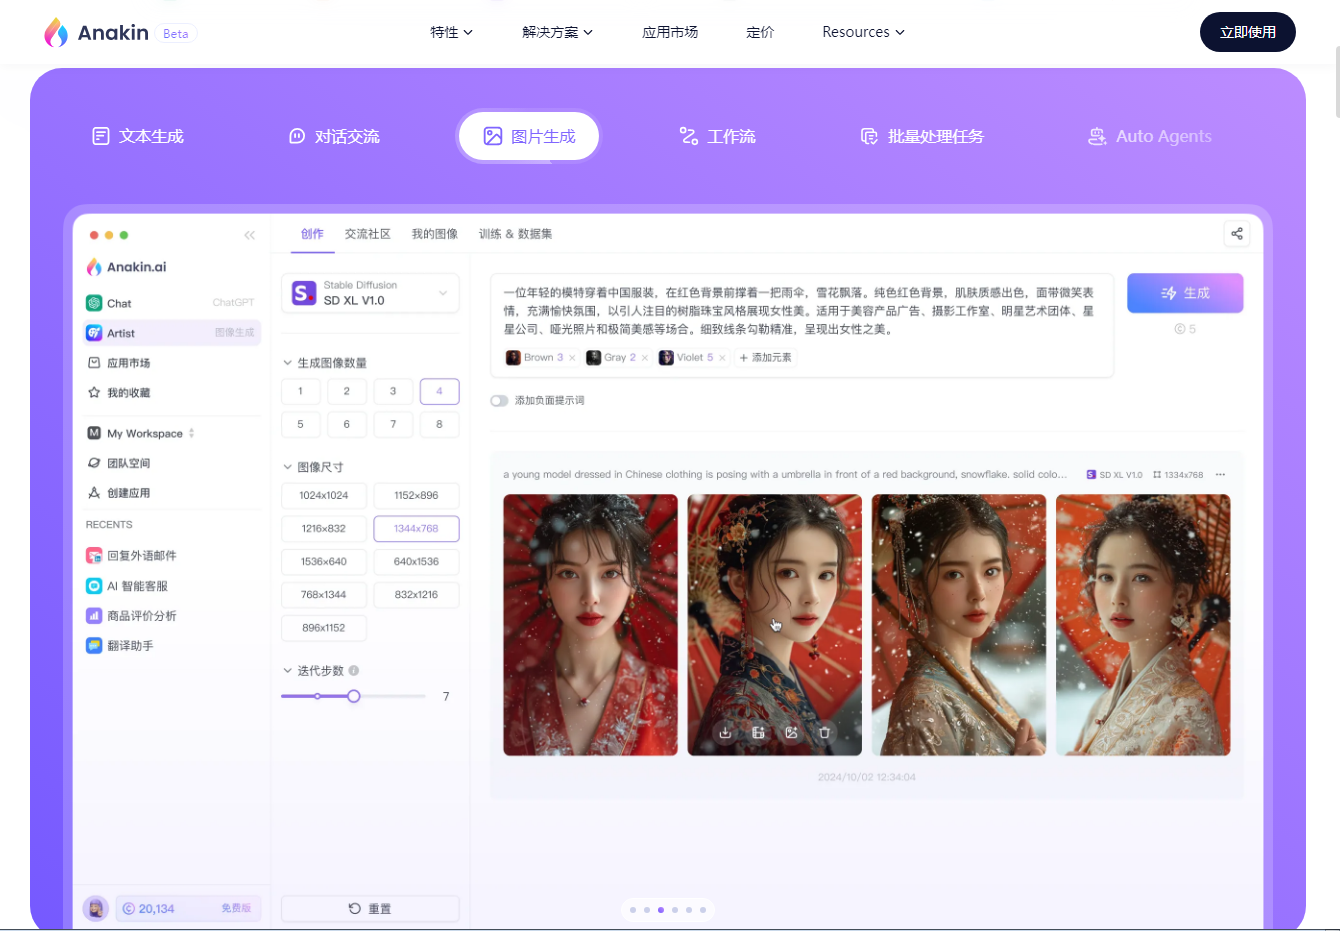 Anakin Beta
特性
解决方案
应用市场
定价
Resources
立即使用
文本生成
对话交流
图片生成
工作流
批量处理任务
Auto Agents
Anakin.ai
Chat ChatGPT
Artist 图像生成
应用市场
我的收藏
My Workspace
团队空间
创建应用
RECENTS
回复外语邮件
AI 智能客服
商品评价分析
翻译助手
20,134 免费版
创作 交流社区 我的图像 训练 & 数据集
Stable Diffusion
SD XL V1.0
生成图像数量
1 2 3 4
5 6 7 8
图像尺寸
1024x1024 1152×896
1216×832 1344x768
1536×640 640x1536
768×1344 832x1216
896x1152
迭代步数
7
重置
一位年轻的模特穿着中国服装，在红色背景前撑着一把雨伞，雪花飘落。纯色红色背景，肌肤质感出色，面带微笑表
情，充满愉快氛围，以引人注目的树脂珠宝风格展现女性美。适用于美容产品广告、摄影工作室、明星艺术团体、星
星公司、哑光照片和极简美感等场合。细致线条勾勒精准，呈现出女性之美。
Brown 3 × Gray 2 × Violet 5 × + 添加元素
生成
5
添加负面提示词
a young model dressed in Chinese clothing is posing with a umbrella in front of a red background, snowflake. solid colo...
SD XL V1.0 1334x768 ...
2024/10/02 12:34:04